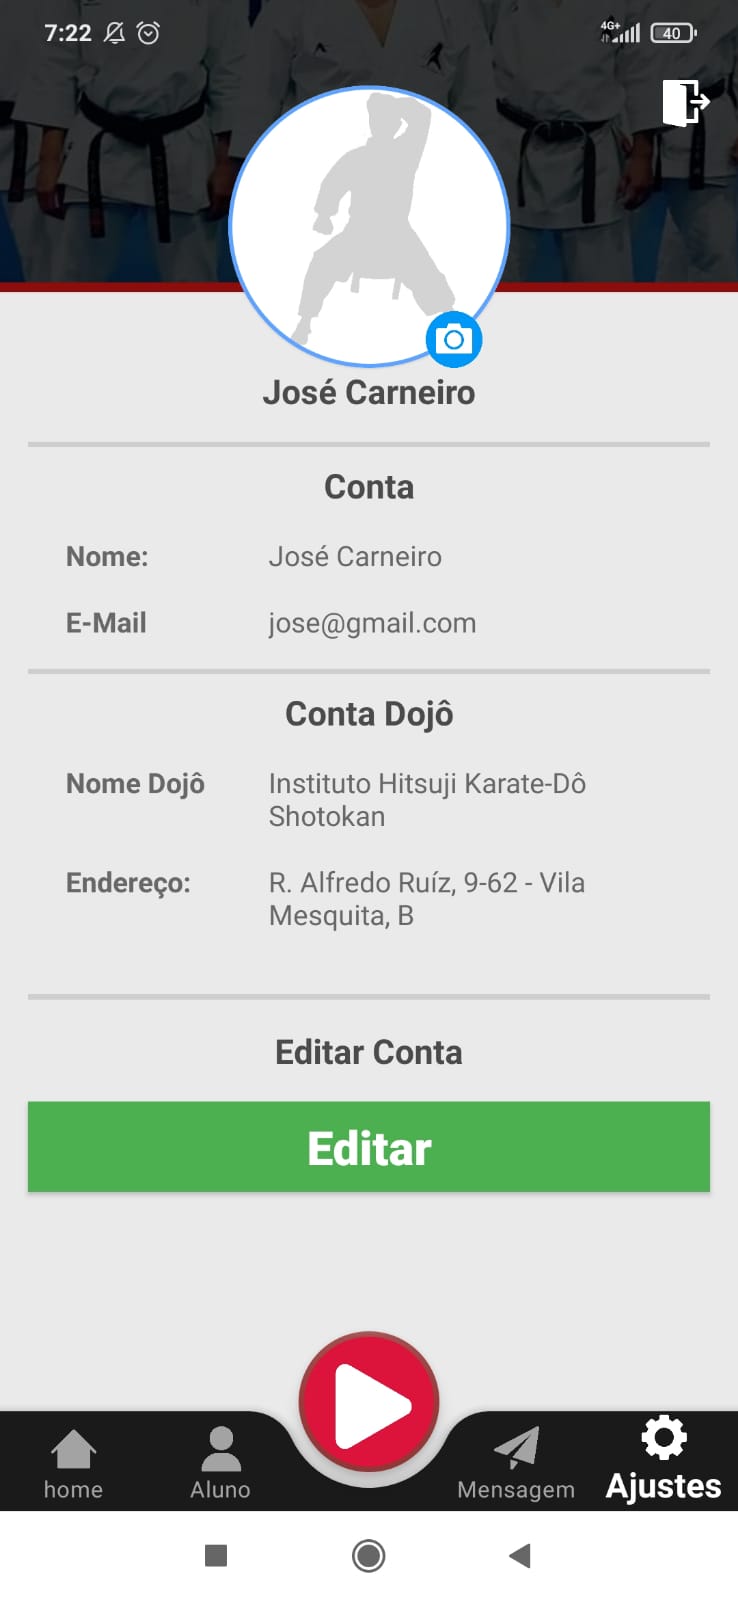 7:22
4G+
40
José Carneiro
Conta
Nome: José Carneiro
E-Mail jose@gmail.com
Conta Dojô
Nome Dojô Instituto Hitsuji Karate-Dô
Shotokan
Endereço: R. Alfredo Ruíz, 9-62 - Vila
Mesquita, B
Editar Conta
Editar
home
Aluno
Mensagem
Ajustes